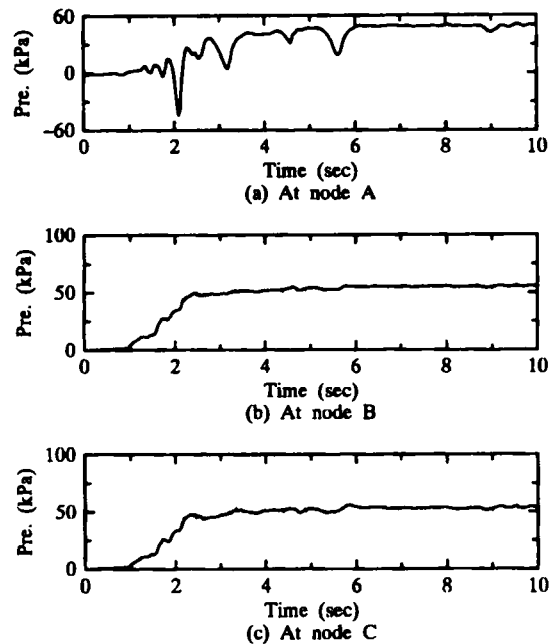 60
0
-60
Pre. (kPa)
0 2 4 6 8 10
Time (sec)
(a) At node A
100
50
0
Pre. (kPa)
0 2 4 6 8 10
Time (sec)
(b) At node B
100
50
0
Pre. (kPa)
0 2 4 6 8 10
Time (sec)
(c) At node C